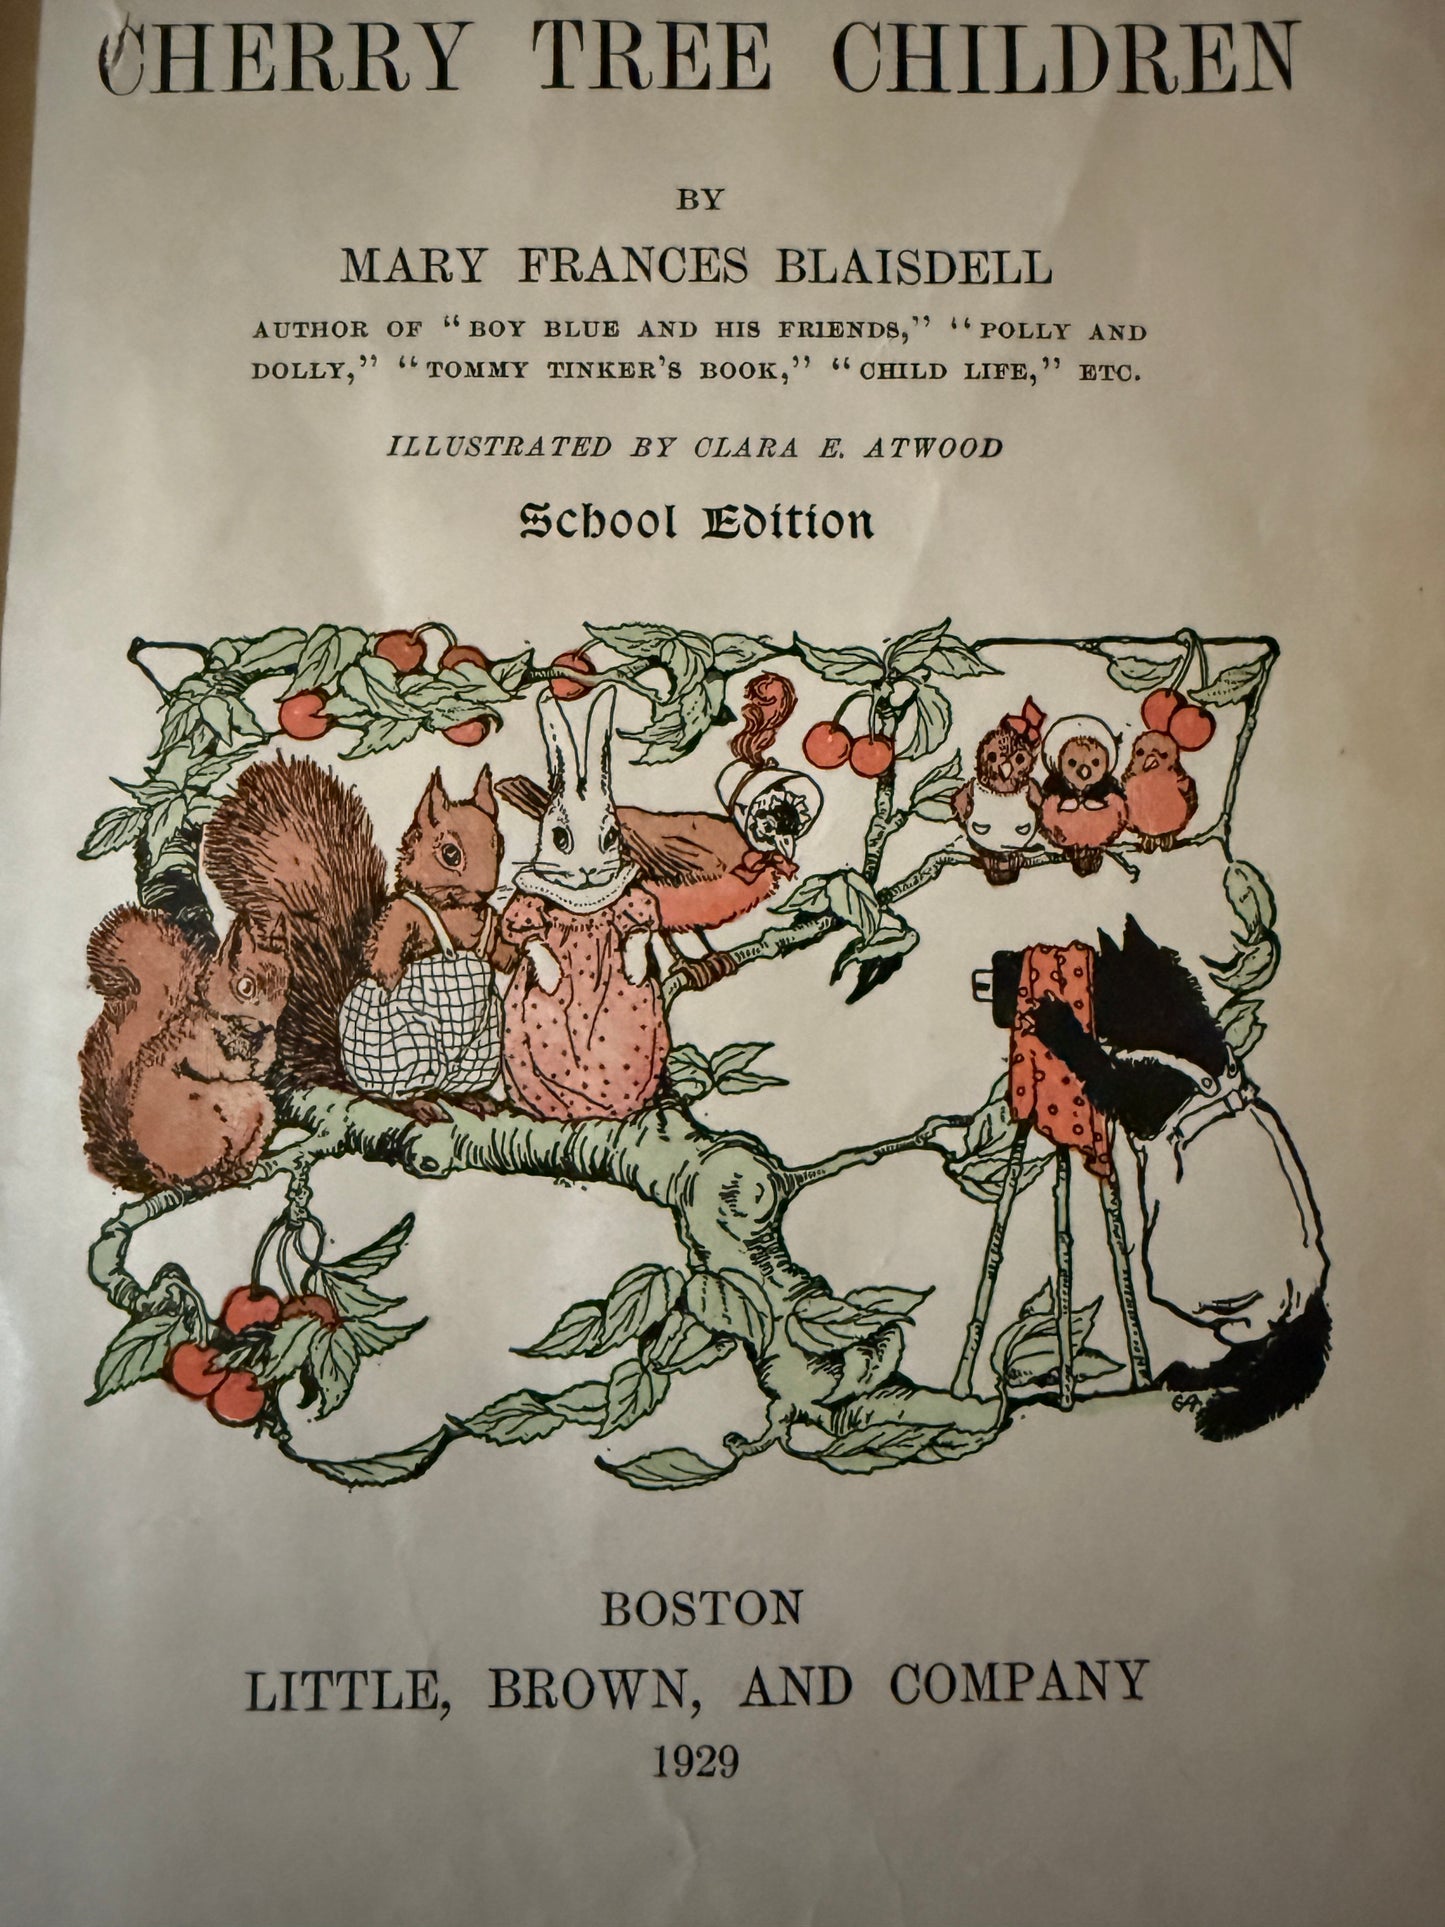 CHERRY TREE CHILDREN
BY
MARY FRANCES BLAISDELL
AUTHOR OF “BOY BLUE AND HIS FRIENDS,” “POLLY AND
DOLLY,” “TOMMY TINKER’S BOOK,” “CHILD LIFE,” ETC.
ILLUSTRATED BY CLARA E. ATWOOD
School Edition
BOSTON
LITTLE, BROWN, AND COMPANY
1929